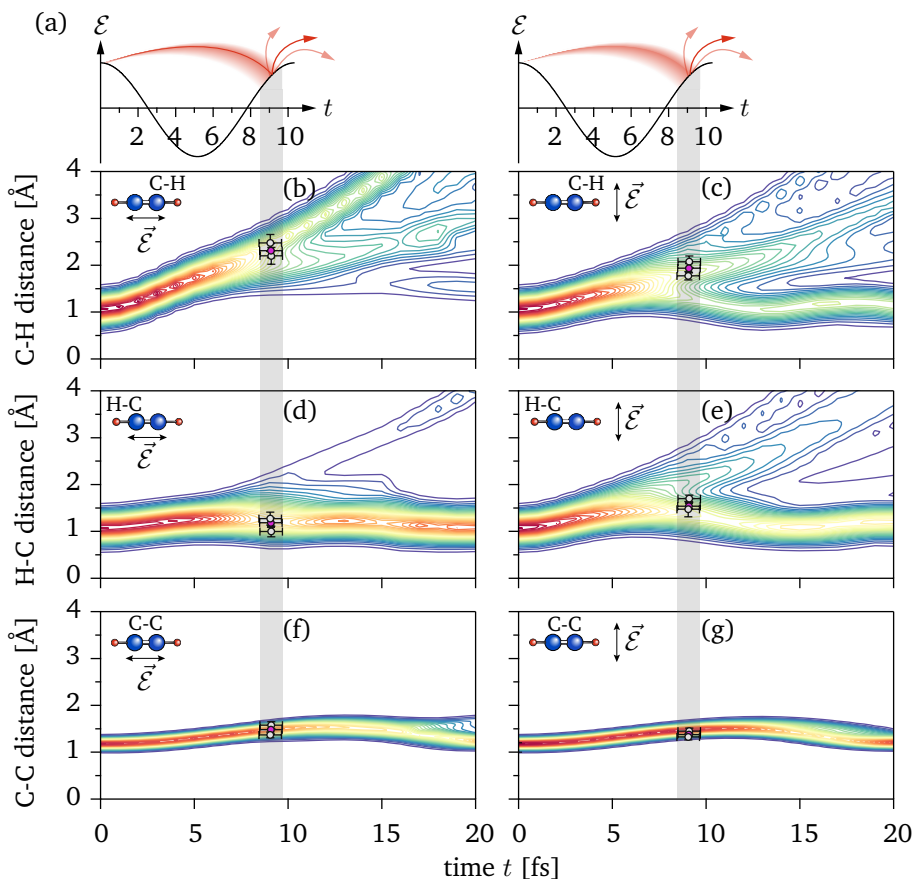 (a)
ℰ
ℰ
t
t
2 4 6 8 10
2 4 6 8 10
C-H distance [Å]
4
3
2
1
0
C-H
(b)
ℰ⃗
C-H
(c)
ℰ⃗
H-C distance [Å]
4
3
2
1
0
H-C
(d)
ℰ⃗
H-C
(e)
ℰ⃗
C-C distance [Å]
4
3
2
1
0
C-C
(f)
ℰ⃗
C-C
(g)
ℰ⃗
0 5 10 15 20
0 5 10 15 20
time t [fs]